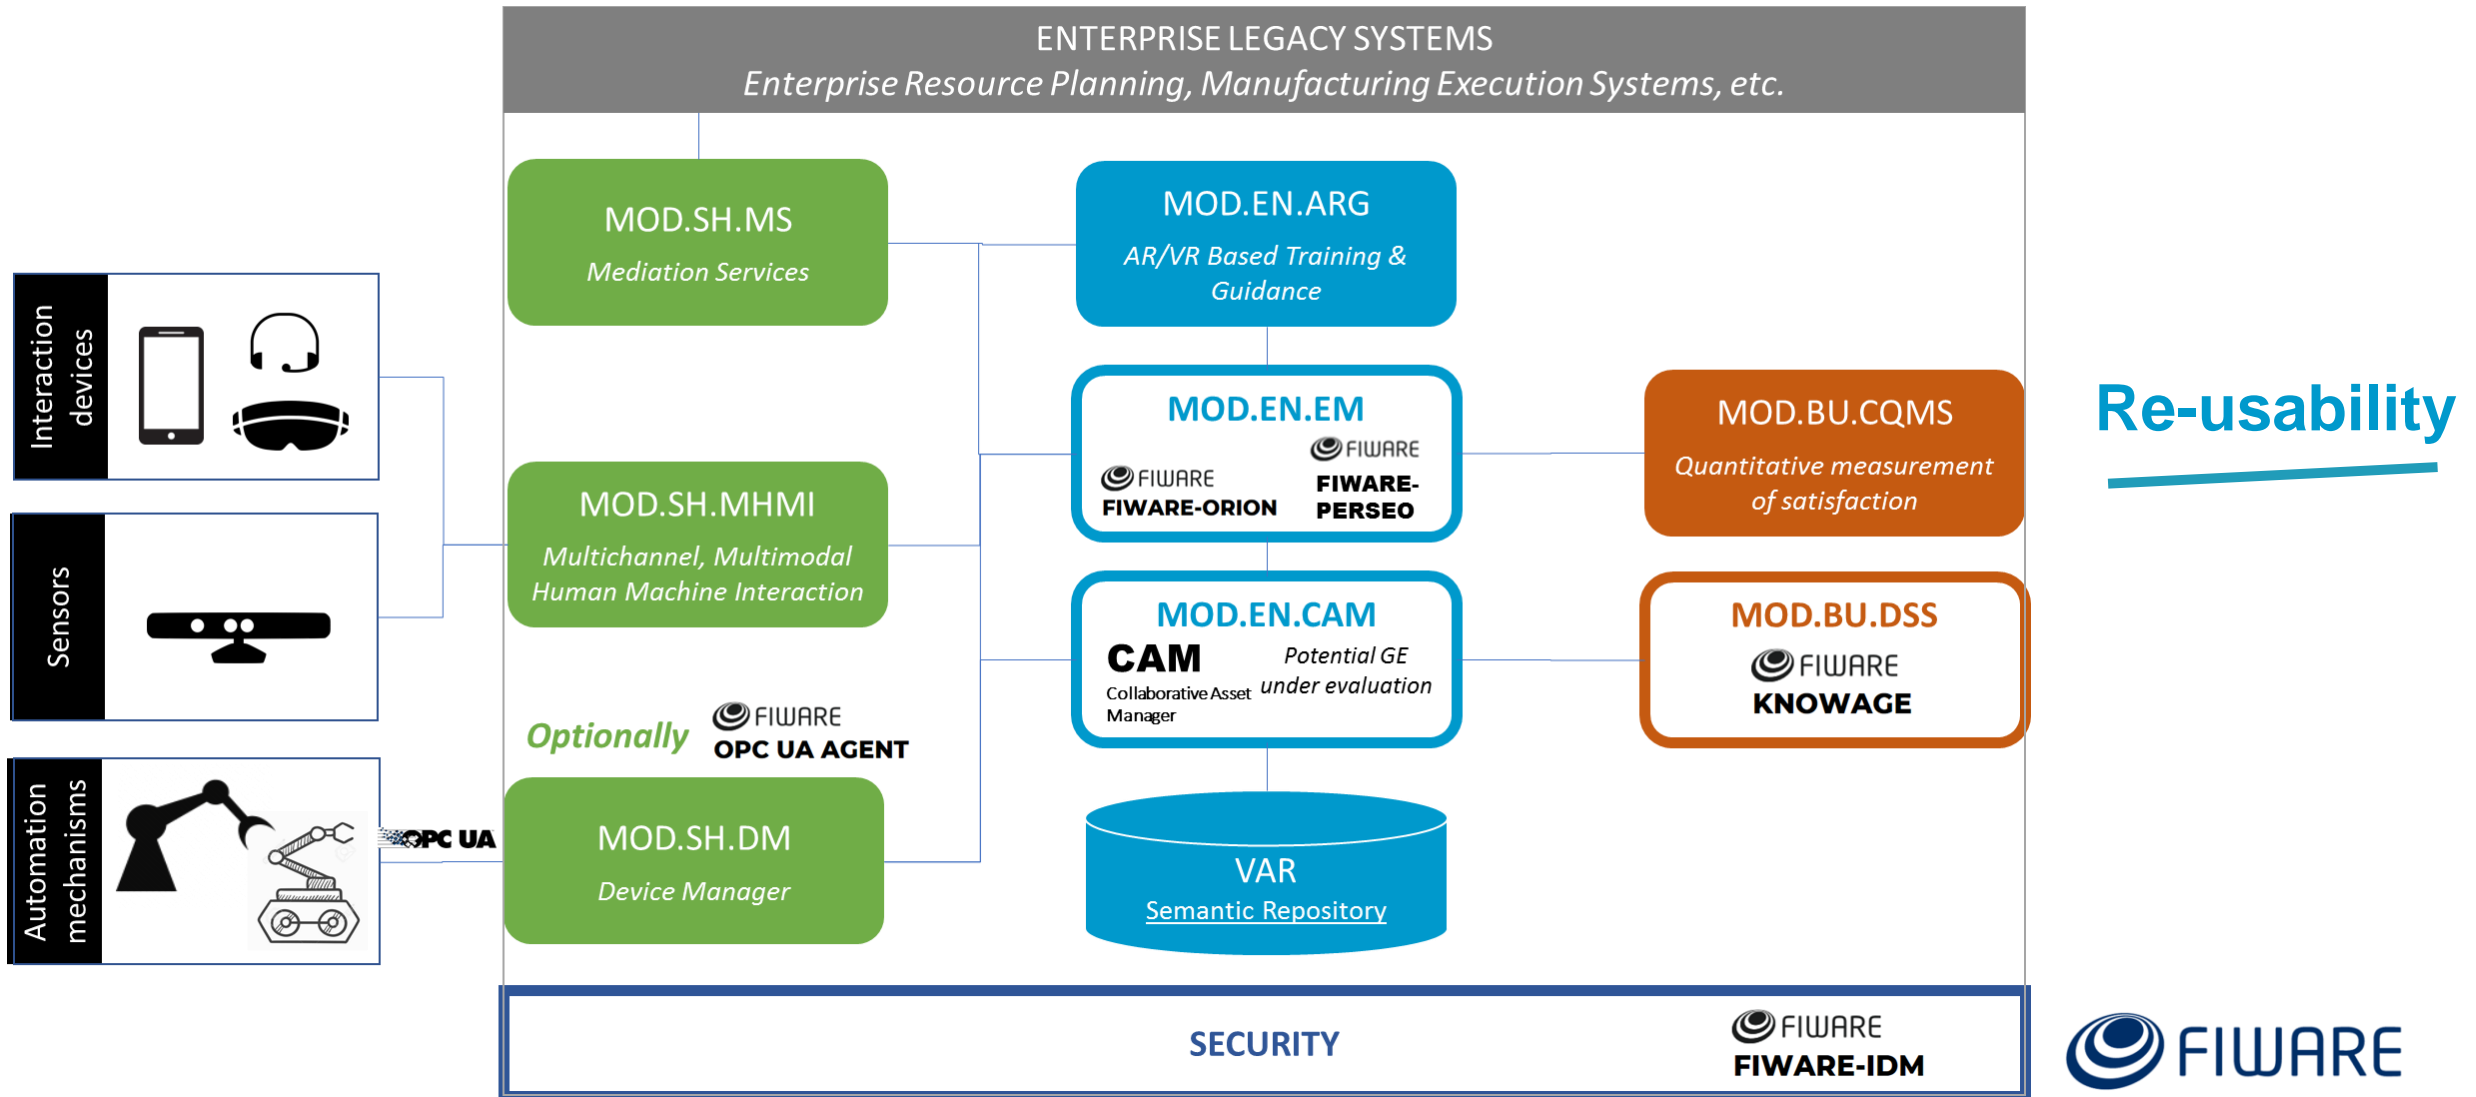 ENTERPRISE LEGACY SYSTEMS
Enterprise Resource Planning, Manufacturing Execution Systems, etc.
MOD.SH.MS
Mediation Services
MOD.EN.ARG
AR/VR Based Training &
Guidance
Interaction
devices
MOD.EN.EM
FIWARE
FIWARE-ORION
FIWARE
FIWARE-
PERSEO
MOD.BU.CQMS
Quantitative measurement
of satisfaction
Re-usability
MOD.SH.MHMI
Multichannel, Multimodal
Human Machine Interaction
Sensors
MOD.EN.CAM
CAM
Collaborative Asset
Manager
Potential GE
under evaluation
MOD.BU.DSS
FIWARE
KNOWAGE
Optionally
FIWARE
OPC UA AGENT
Automation
mechanisms
OPC UA
MOD.SH.DM
Device Manager
VAR
Semantic Repository
SECURITY
FIWARE
FIWARE-IDM
FIWARE